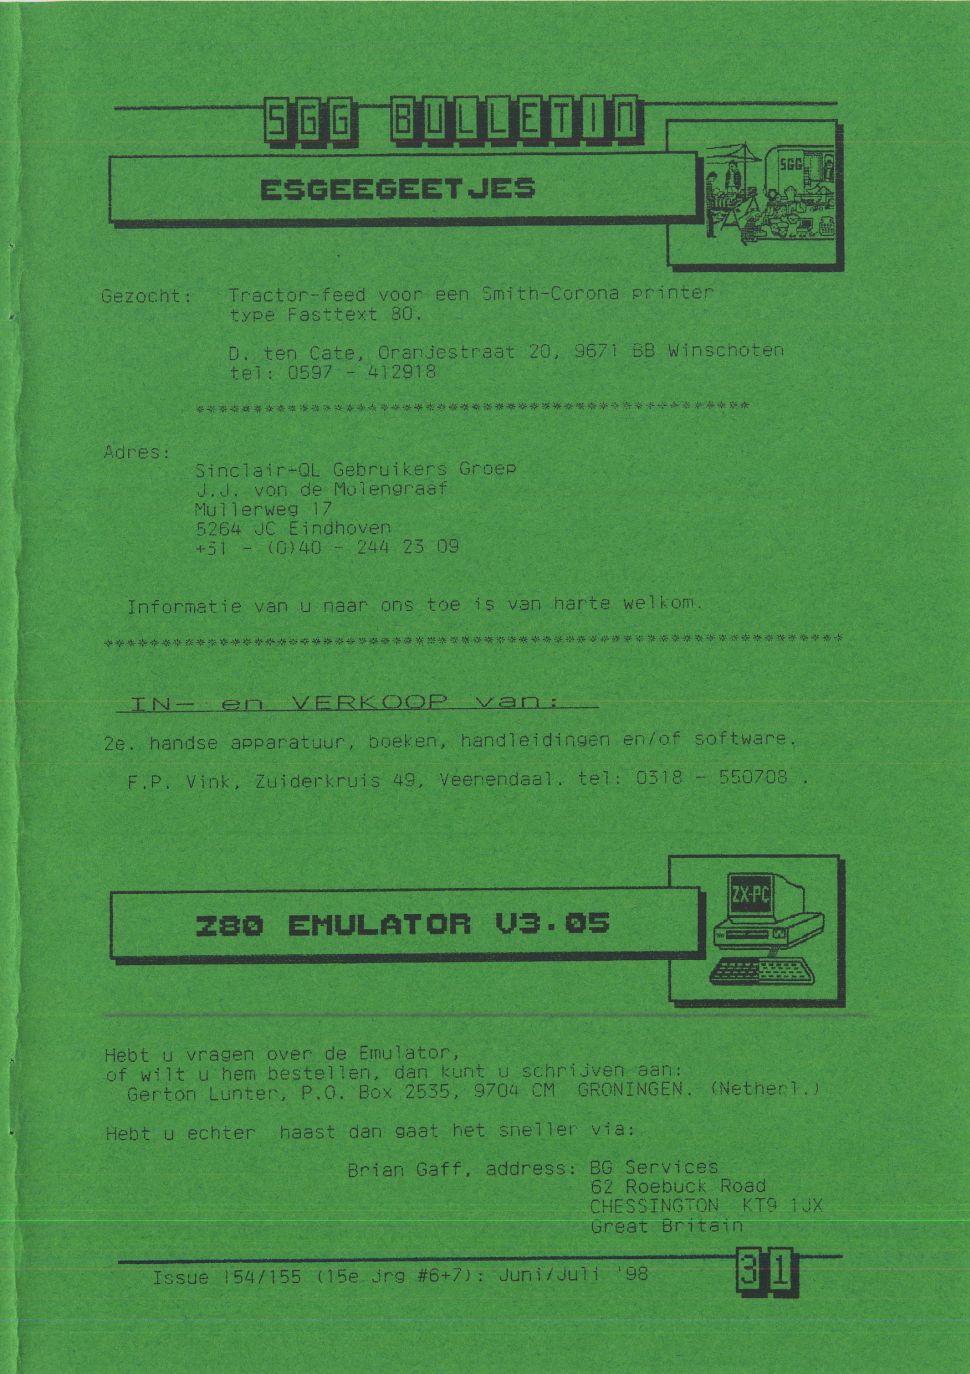 SGG BULLETIN
ESGEEGEETJES
SGG
Gezocht: Tractor-feed voor een Smith-Corona printer
type Fasttext 80.
D. ten Cate, Oranjestraat 20, 9671 BB Winschoten
tel: 0597 - 412918
************************************************
Adres:
Sinclair-QL Gebruikers Groep
J.J. von de Molengraaf
Mullerweg 17
5264 JC Eindhoven
+31 - (0)40 - 244 23 09
Informatie van u naar ons toe is van harte welkom.
****************************************************************
IN- en VERKOOP van:
2e. handse apparatuur, boeken, handleidingen en/of software.
F.P. Vink, Zuiderkruis 49, Veenendaal. tel: 0318 - 550708 .
ZX-PC
Z80 EMULATOR V3.05
Hebt u vragen over de Emulator,
of wilt u hem bestellen, dan kunt u schrijven aan:
Gerton Lunter, P.O. Box 2535, 9704 CM GRONINGEN. (Netherl.)
Hebt u echter haast dan gaat het sneller via:
Brian Gaff, address: BG Services
62 Roebuck Road
CHESSINGTON KT9 1JX
Great Britain
Issue 154/155 (15e jrg #6+7): Juni/Juli '98
31